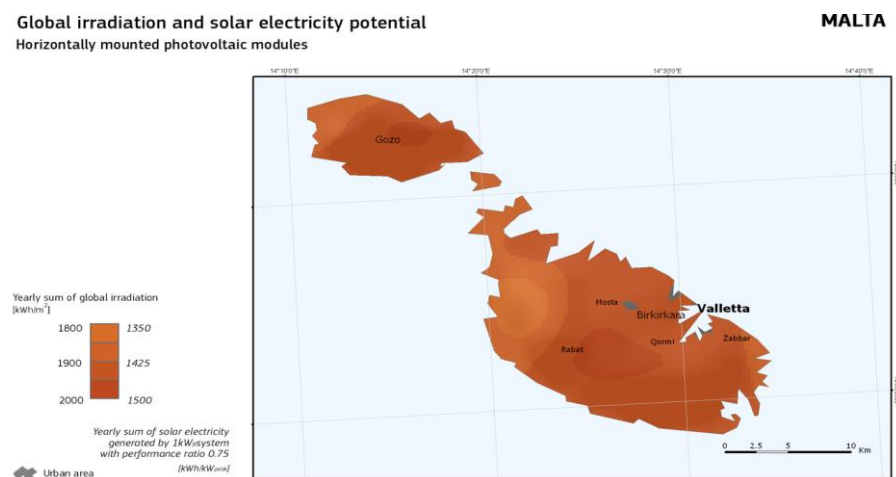 Global irradiation and solar electricity potential
Horizontally mounted photovoltaic modules
MALTA
14°10'0"E
14°20'0"E
14°30'0"E
14°40'0"E
Gozo
Mosta
Birkirkara
Valletta
Rabat
Qormi
Żabbar
Yearly sum of global irradiation
[kWh/m²]
1800 1350
1900 1425
2000 1500
Yearly sum of solar electricity
generated by 1kWp system
with performance ratio 0.75
[kWh/kWpeak]
Urban area
0 2.5 5 10
Km